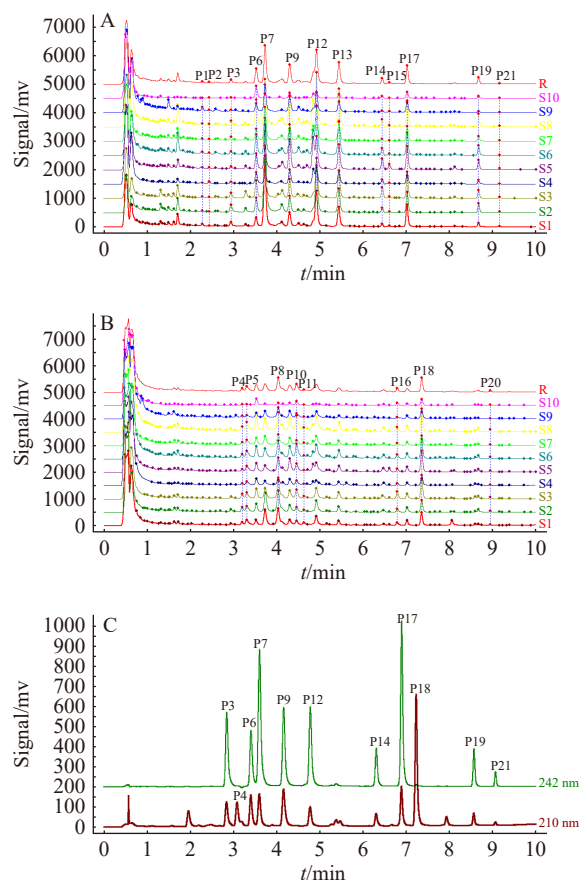 A
7000
6000
5000
4000
3000
2000
1000
0
Signal/mv
P1 P2 P3 P6 P7 P9 P12 P13 P14 P15 P17 P19 P21
R
S10
S9
S8
S7
S6
S5
S4
S3
S2
S1
0 1 2 3 4 5 6 7 8 9 10
t/min
B
7000
6000
5000
4000
3000
2000
1000
0
Signal/mv
P4 P5 P8 P10 P11 P16 P18 P20
R
S10
S9
S8
S7
S6
S5
S4
S3
S2
S1
0 1 2 3 4 5 6 7 8 9 10
t/min
C
1000
900
800
700
600
500
400
300
200
100
0
Signal/mv
P3 P6 P7 P9 P12 P14 P17 P18 P19 P21
242 nm
P4
210 nm
0 1 2 3 4 5 6 7 8 9 10
t/min